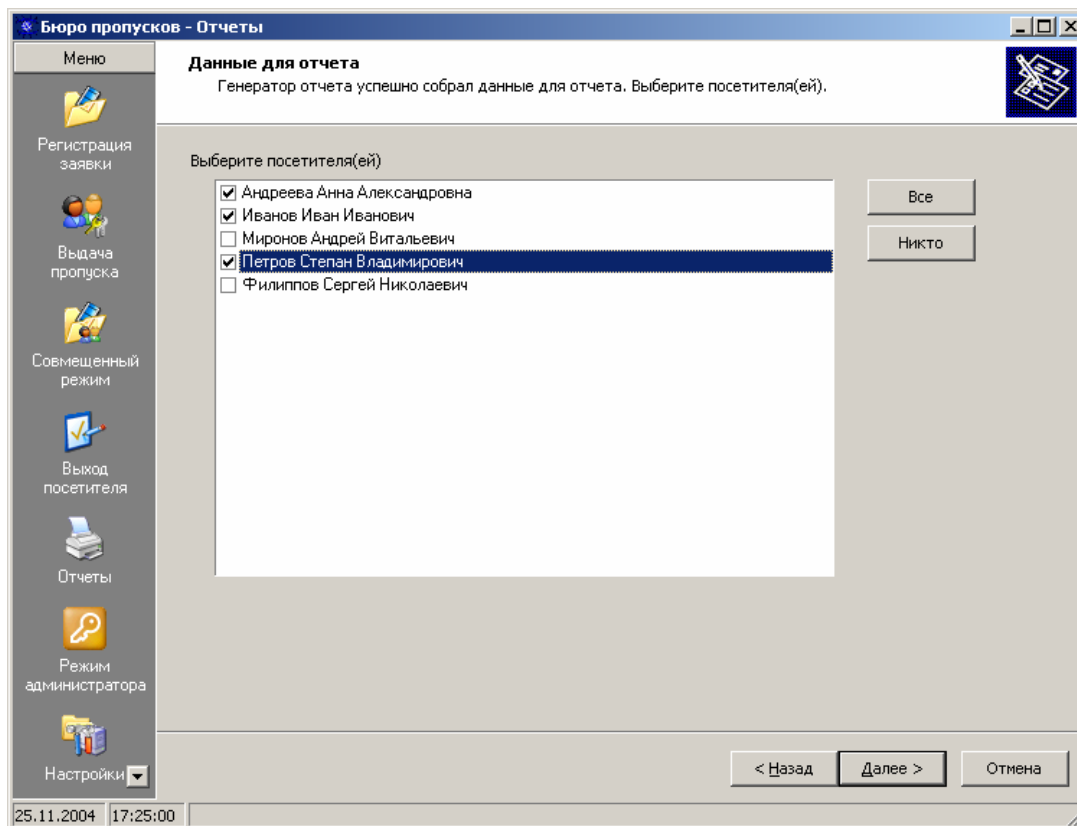 Бюро пропусков - Отчеты
Меню
Регистрация
заявки
Выдача
пропуска
Совмещенный
режим
Выход
посетителя
Отчеты
Режим
администратора
Настройки
Данные для отчета
Генератор отчета успешно собрал данные для отчета. Выберите посетителя(ей).
Выберите посетителя(ей)
Андреева Анна Александровна
Иванов Иван Иванович
Миронов Андрей Витальевич
Петров Степан Владимирович
Филиппов Сергей Николаевич
Все
Никто
< Назад
Далее >
Отмена
25.11.2004
17:25:00